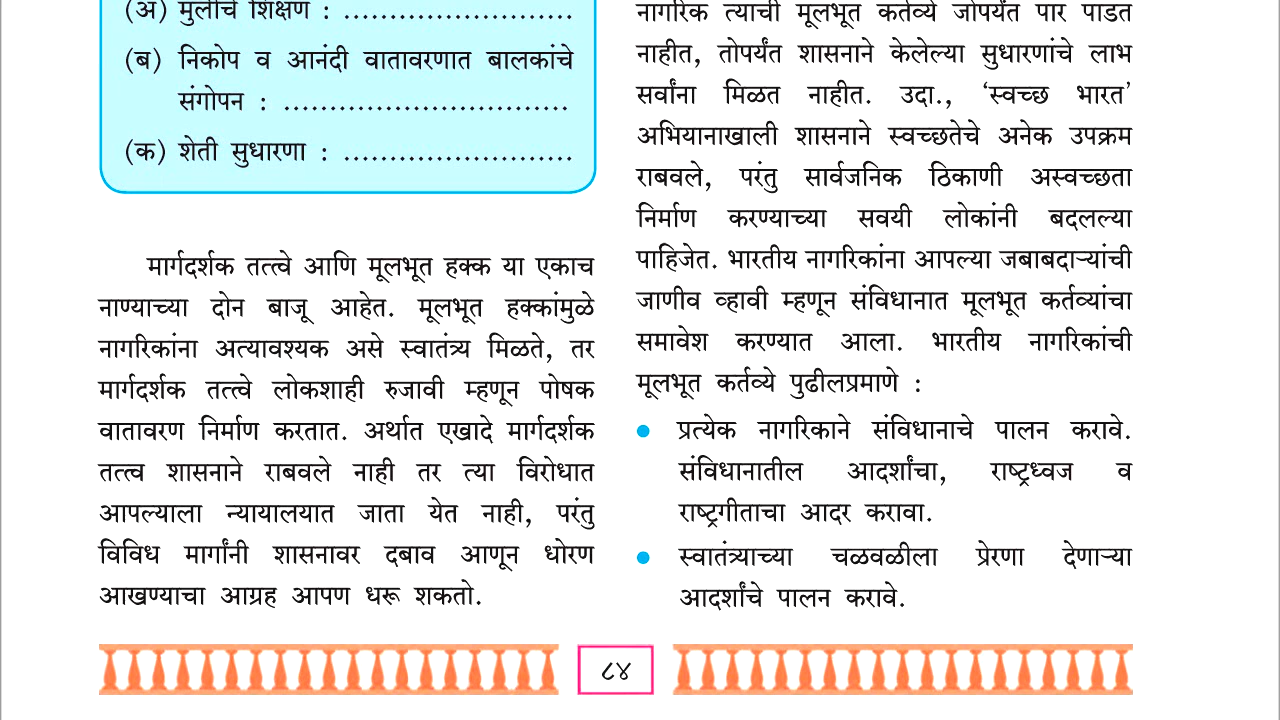 (अ) मुलींचे शिक्षण : ..........................
(ब) निकोप व आनंदी वातावरणात बालकांचे
संगोपन : ................................
(क) शेती सुधारणा : ..........................
मार्गदर्शक तत्त्वे आणि मूलभूत हक्क या एकाच
नाण्याच्या दोन बाजू आहेत. मूलभूत हक्कांमुळे
नागरिकांना अत्यावश्यक असे स्वातंत्र्य मिळते, तर
मार्गदर्शक तत्त्वे लोकशाही रुजावी म्हणून पोषक
वातावरण निर्माण करतात. अर्थात एखादे मार्गदर्शक
तत्त्व शासनाने राबवले नाही तर त्या विरोधात
आपल्याला न्यायालयात जाता येत नाही, परंतु
विविध मार्गांनी शासनावर दबाव आणून धोरण
आखण्याचा आग्रह आपण धरू शकतो.
नागरिक त्याची मूलभूत कर्तव्ये जोपर्यंत पार पाडत
नाहीत, तोपर्यंत शासनाने केलेल्या सुधारणांचे लाभ
सर्वांना मिळत नाहीत. उदा., ‘स्वच्छ भारत’
अभियानाखाली शासनाने स्वच्छतेचे अनेक उपक्रम
राबवले, परंतु सार्वजनिक ठिकाणी अस्वच्छता
निर्माण करण्याच्या सवयी लोकांनी बदलल्या
पाहिजेत. भारतीय नागरिकांना आपल्या जबाबदाऱ्यांची
जाणीव व्हावी म्हणून संविधानात मूलभूत कर्तव्यांचा
समावेश करण्यात आला. भारतीय नागरिकांची
मूलभूत कर्तव्ये पुढीलप्रमाणे :
● प्रत्येक नागरिकाने संविधानाचे पालन करावे.
संविधानातील आदर्शांचा, राष्ट्रध्वज व
राष्ट्रगीताचा आदर करावा.
● स्वातंत्र्याच्या चळवळीला प्रेरणा देणाऱ्या
आदर्शांचे पालन करावे.
८४